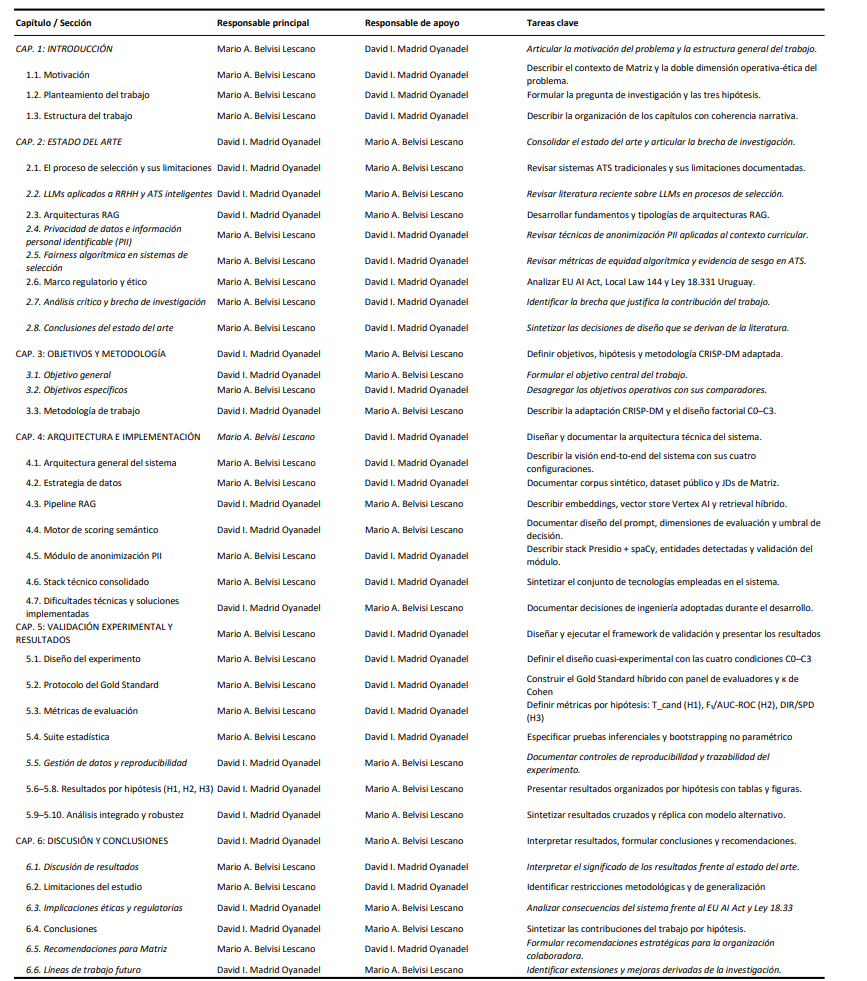 Capítulo / Sección Responsable principal Responsable de apoyo Tareas clave
CAP. 1: INTRODUCCIÓN Mario A. Belvisi Lescano David I. Madrid Oyanadel Articular la motivación del problema y la estructura general del trabajo.
1.1. Motivación Mario A. Belvisi Lescano David I. Madrid Oyanadel Describir el contexto de Matriz y la doble dimensión operativa-ética del
problema.
1.2. Planteamiento del trabajo Mario A. Belvisi Lescano David I. Madrid Oyanadel Formular la pregunta de investigación y las tres hipótesis.
1.3. Estructura del trabajo Mario A. Belvisi Lescano David I. Madrid Oyanadel Describir la organización de los capítulos con coherencia narrativa.
CAP. 2: ESTADO DEL ARTE David I. Madrid Oyanadel Mario A. Belvisi Lescano Consolidar el estado del arte y articular la brecha de investigación.
2.1. El proceso de selección y sus limitaciones David I. Madrid Oyanadel Mario A. Belvisi Lescano Revisar sistemas ATS tradicionales y sus limitaciones documentadas.
2.2. LLMs aplicados a RRHH y ATS inteligentes David I. Madrid Oyanadel Mario A. Belvisi Lescano Revisar literatura reciente sobre LLMs en procesos de selección.
2.3. Arquitecturas RAG David I. Madrid Oyanadel Mario A. Belvisi Lescano Desarrollar fundamentos y tipologías de arquitecturas RAG.
2.4. Privacidad de datos e información
personal identificable (PII) Mario A. Belvisi Lescano David I. Madrid Oyanadel Revisar técnicas de anonimización PII aplicadas al contexto curricular.
2.5. Fairness algorítmica en sistemas de
selección Mario A. Belvisi Lescano David I. Madrid Oyanadel Revisar métricas de equidad algorítmica y evidencia de sesgo en ATS.
2.6. Marco regulatorio y ético Mario A. Belvisi Lescano David I. Madrid Oyanadel Analizar EU AI Act, Local Law 144 y Ley 18.331 Uruguay.
2.7. Análisis crítico y brecha de investigación Mario A. Belvisi Lescano David I. Madrid Oyanadel Identificar la brecha que justifica la contribución del trabajo.
2.8. Conclusiones del estado del arte Mario A. Belvisi Lescano David I. Madrid Oyanadel Sintetizar las decisiones de diseño que se derivan de la literatura.
CAP. 3: OBJETIVOS Y METODOLOGÍA David I. Madrid Oyanadel Mario A. Belvisi Lescano Definir objetivos, hipótesis y metodología CRISP-DM adaptada.
3.1. Objetivo general David I. Madrid Oyanadel Mario A. Belvisi Lescano Formular el objetivo central del trabajo.
3.2. Objetivos específicos Mario A. Belvisi Lescano David I. Madrid Oyanadel Desagregar los objetivos operativos con sus comparadores.
3.3. Metodología de trabajo David I. Madrid Oyanadel Mario A. Belvisi Lescano Describir la adaptación CRISP-DM y el diseño factorial C0–C3.
CAP. 4: ARQUITECTURA E IMPLEMENTACIÓN Mario A. Belvisi Lescano David I. Madrid Oyanadel Diseñar y documentar la arquitectura técnica del sistema.
4.1. Arquitectura general del sistema Mario A. Belvisi Lescano David I. Madrid Oyanadel Describir la visión end-to-end del sistema con sus cuatro
configuraciones.
4.2. Estrategia de datos Mario A. Belvisi Lescano David I. Madrid Oyanadel Documentar corpus sintético, dataset público y JDs de Matriz.
4.3. Pipeline RAG David I. Madrid Oyanadel Mario A. Belvisi Lescano Describir embeddings, vector store Vertex AI y retrieval híbrido.
4.4. Motor de scoring semántico David I. Madrid Oyanadel Mario A. Belvisi Lescano Documentar diseño del prompt, dimensiones de evaluación y umbral de
decisión.
4.5. Módulo de anonimización PII Mario A. Belvisi Lescano David I. Madrid Oyanadel Describir stack Presidio + spaCy, entidades detectadas y validación del
módulo.
4.6. Stack técnico consolidado Mario A. Belvisi Lescano David I. Madrid Oyanadel Sintetizar el conjunto de tecnologías empleadas en el sistema.
4.7. Dificultades técnicas y soluciones
implementadas David I. Madrid Oyanadel Mario A. Belvisi Lescano Documentar decisiones de ingeniería adoptadas durante el desarrollo.
CAP. 5: VALIDACIÓN EXPERIMENTAL Y
RESULTADOS Mario A. Belvisi Lescano David I. Madrid Oyanadel Diseñar y ejecutar el framework de validación y presentar los resultados
5.1. Diseño del experimento Mario A. Belvisi Lescano David I. Madrid Oyanadel Definir el diseño cuasi-experimental con las cuatro condiciones C0–C3
5.2. Protocolo del Gold Standard Mario A. Belvisi Lescano David I. Madrid Oyanadel Construir el Gold Standard híbrido con panel de evaluadores y κ de
Cohen
5.3. Métricas de evaluación Mario A. Belvisi Lescano David I. Madrid Oyanadel Definir métricas por hipótesis: T_cand (H1), F₁/AUC-ROC (H2), DIR/SPD
(H3)
5.4. Suite estadística Mario A. Belvisi Lescano David I. Madrid Oyanadel Especificar pruebas inferenciales y bootstrapping no paramétrico
5.5. Gestión de datos y reproducibilidad David I. Madrid Oyanadel Mario A. Belvisi Lescano Documentar controles de reproducibilidad y trazabilidad del
experimento.
5.6–5.8. Resultados por hipótesis (H1, H2, H3) David I. Madrid Oyanadel Mario A. Belvisi Lescano Presentar resultados organizados por hipótesis con tablas y figuras.
5.9–5.10. Análisis integrado y robustez David I. Madrid Oyanadel Mario A. Belvisi Lescano Sintetizar resultados cruzados y réplica con modelo alternativo.
CAP. 6: DISCUSIÓN Y CONCLUSIONES David I. Madrid Oyanadel Mario A. Belvisi Lescano Interpretar resultados, formular conclusiones y recomendaciones.
6.1. Discusión de resultados Mario A. Belvisi Lescano David I. Madrid Oyanadel Interpretar el significado de los resultados frente al estado del arte.
6.2. Limitaciones del estudio Mario A. Belvisi Lescano David I. Madrid Oyanadel Identificar restricciones metodológicas y de generalización
6.3. Implicaciones éticas y regulatorias David I. Madrid Oyanadel Mario A. Belvisi Lescano Analizar consecuencias del sistema frente al EU AI Act y Ley 18.33
6.4. Conclusiones David I. Madrid Oyanadel Mario A. Belvisi Lescano Sintetizar las contribuciones del trabajo por hipótesis.
6.5. Recomendaciones para Matriz Mario A. Belvisi Lescano David I. Madrid Oyanadel Formular recomendaciones estratégicas para la organización
colaboradora.
6.6. Líneas de trabajo futuro David I. Madrid Oyanadel Mario A. Belvisi Lescano Identificar extensiones y mejoras derivadas de la investigación.